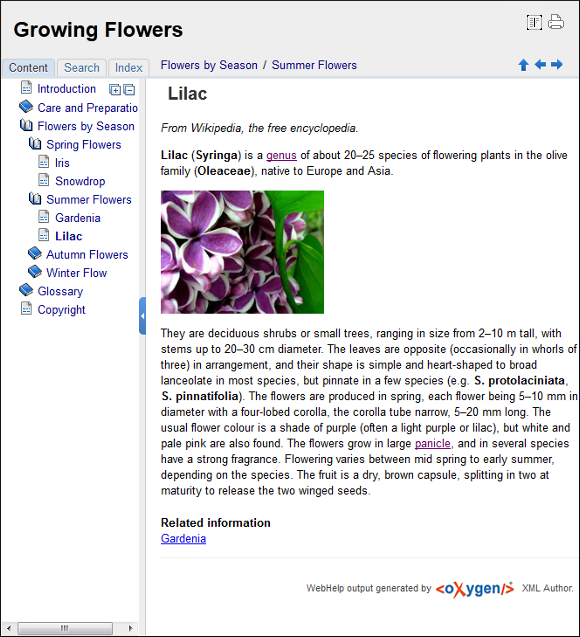 Growing Flowers
Content
Search
Index
Introduction
Care and Preparatio
Flowers by Season
Spring Flowers
Iris
Snowdrop
Summer Flowers
Gardenia
Lilac
Autumn Flowers
Winter Flow
Glossary
Copyright
Flowers by Season / Summer Flowers
Lilac
From Wikipedia, the free encyclopedia.
Lilac (Syringa) is a genus of about 20–25 species of flowering plants in the olive
family (Oleaceae), native to Europe and Asia.
They are deciduous shrubs or small trees, ranging in size from 2–10 m tall, with
stems up to 20–30 cm diameter. The leaves are opposite (occasionally in whorls of
three) in arrangement, and their shape is simple and heart-shaped to broad
lanceolate in most species, but pinnate in a few species (e.g. S. protolaciniata,
S. pinnatifolia). The flowers are produced in spring, each flower being 5–10 mm in
diameter with a four-lobed corolla, the corolla tube narrow, 5–20 mm long. The
usual flower colour is a shade of purple (often a light purple or lilac), but white and
pale pink are also found. The flowers grow in large panicle, and in several species
have a strong fragrance. Flowering varies between mid spring to early summer,
depending on the species. The fruit is a dry, brown capsule, splitting in two at
maturity to release the two winged seeds.
Related information
Gardenia
WebHelp output generated by <oXygen/> XML Author.